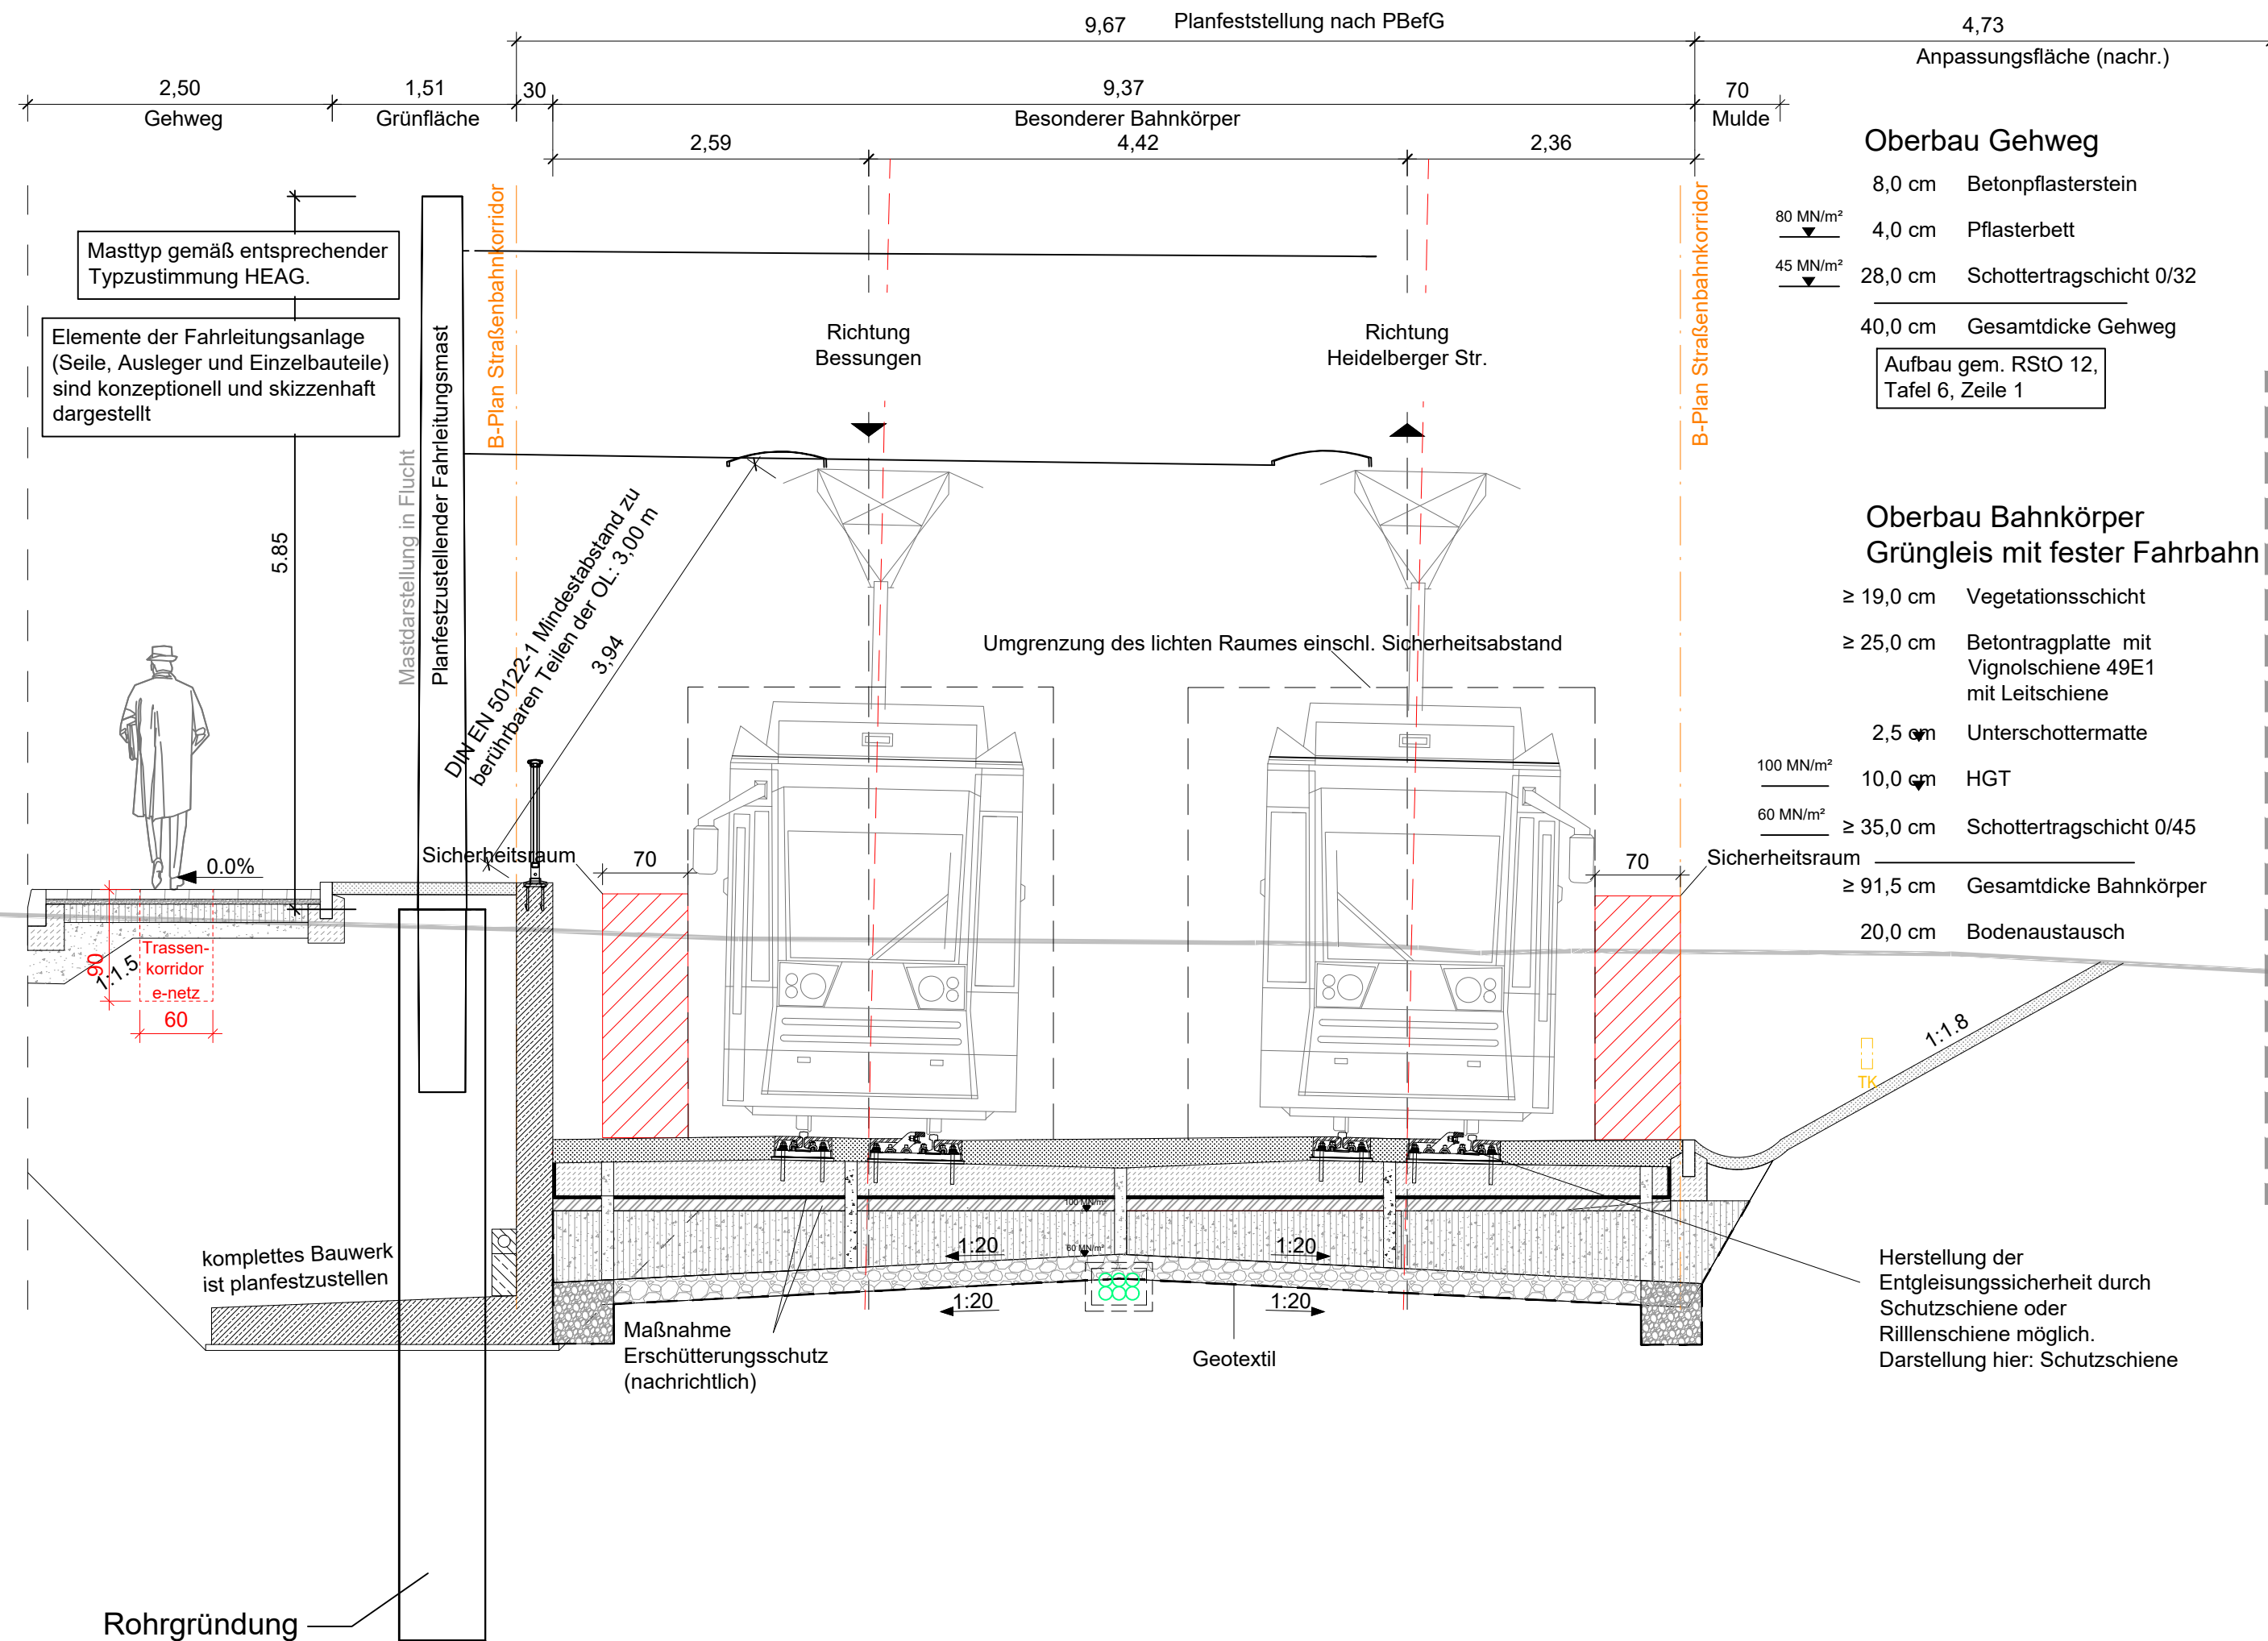 9,67 Planfeststellung nach PBefG
4,73
Anpassungsfläche (nachr.)
2,50
Gehweg
1,51
Grünfläche
30
9,37
Besonderer Bahnkörper
70
Mulde
2,59
4,42
2,36
Masttyp gemäß entsprechender
Typzustimmung HEAG.
Elemente der Fahrleitungsanlage
(Seile, Ausleger und Einzelbauteile)
sind konzeptionell und skizzenhaft
dargestellt
5.85
Mastdarstellung in Flucht
Planfestzustellender Fahrleitungsmast
B-Plan Straßenbahnkorridor
Richtung
Bessungen
Richtung
Heidelberger Str.
B-Plan Straßenbahnkorridor
DIN EN 50122-1 Mindestabstand zu
berührbaren Teilen der OL: 3,00 m
3,94
Umgrenzung des lichten Raumes einschl. Sicherheitsabstand
Sicherheitsraum
70
70
Sicherheitsraum
0.0%
Trassen-
korridor
e-netz
90
60
1:1.5
1:1.8
TK
Oberbau Gehweg
8,0 cm Betonpflasterstein
80 MN/m²
4,0 cm Pflasterbett
45 MN/m²
28,0 cm Schottertragschicht 0/32
40,0 cm Gesamtdicke Gehweg
Aufbau gem. RStO 12,
Tafel 6, Zeile 1
Oberbau Bahnkörper
Grüngleis mit fester Fahrbahn
≥ 19,0 cm Vegetationsschicht
≥ 25,0 cm Betontragplatte mit
Vignolschiene 49E1
mit Leitschiene
2,5 cm Unterschottermatte
100 MN/m²
10,0 cm HGT
60 MN/m²
≥ 35,0 cm Schottertragschicht 0/45
≥ 91,5 cm Gesamtdicke Bahnkörper
20,0 cm Bodenaustausch
100 MN/m²
60 MN/m²
1:20
1:20
1:20
1:20
komplettes Bauwerk
ist planfestzustellen
Maßnahme
Erschütterungsschutz
(nachrichtlich)
Geotextil
Herstellung der
Entgleisungssicherheit durch
Schutzschiene oder
Rilllenschiene möglich.
Darstellung hier: Schutzschiene
Rohrgründung